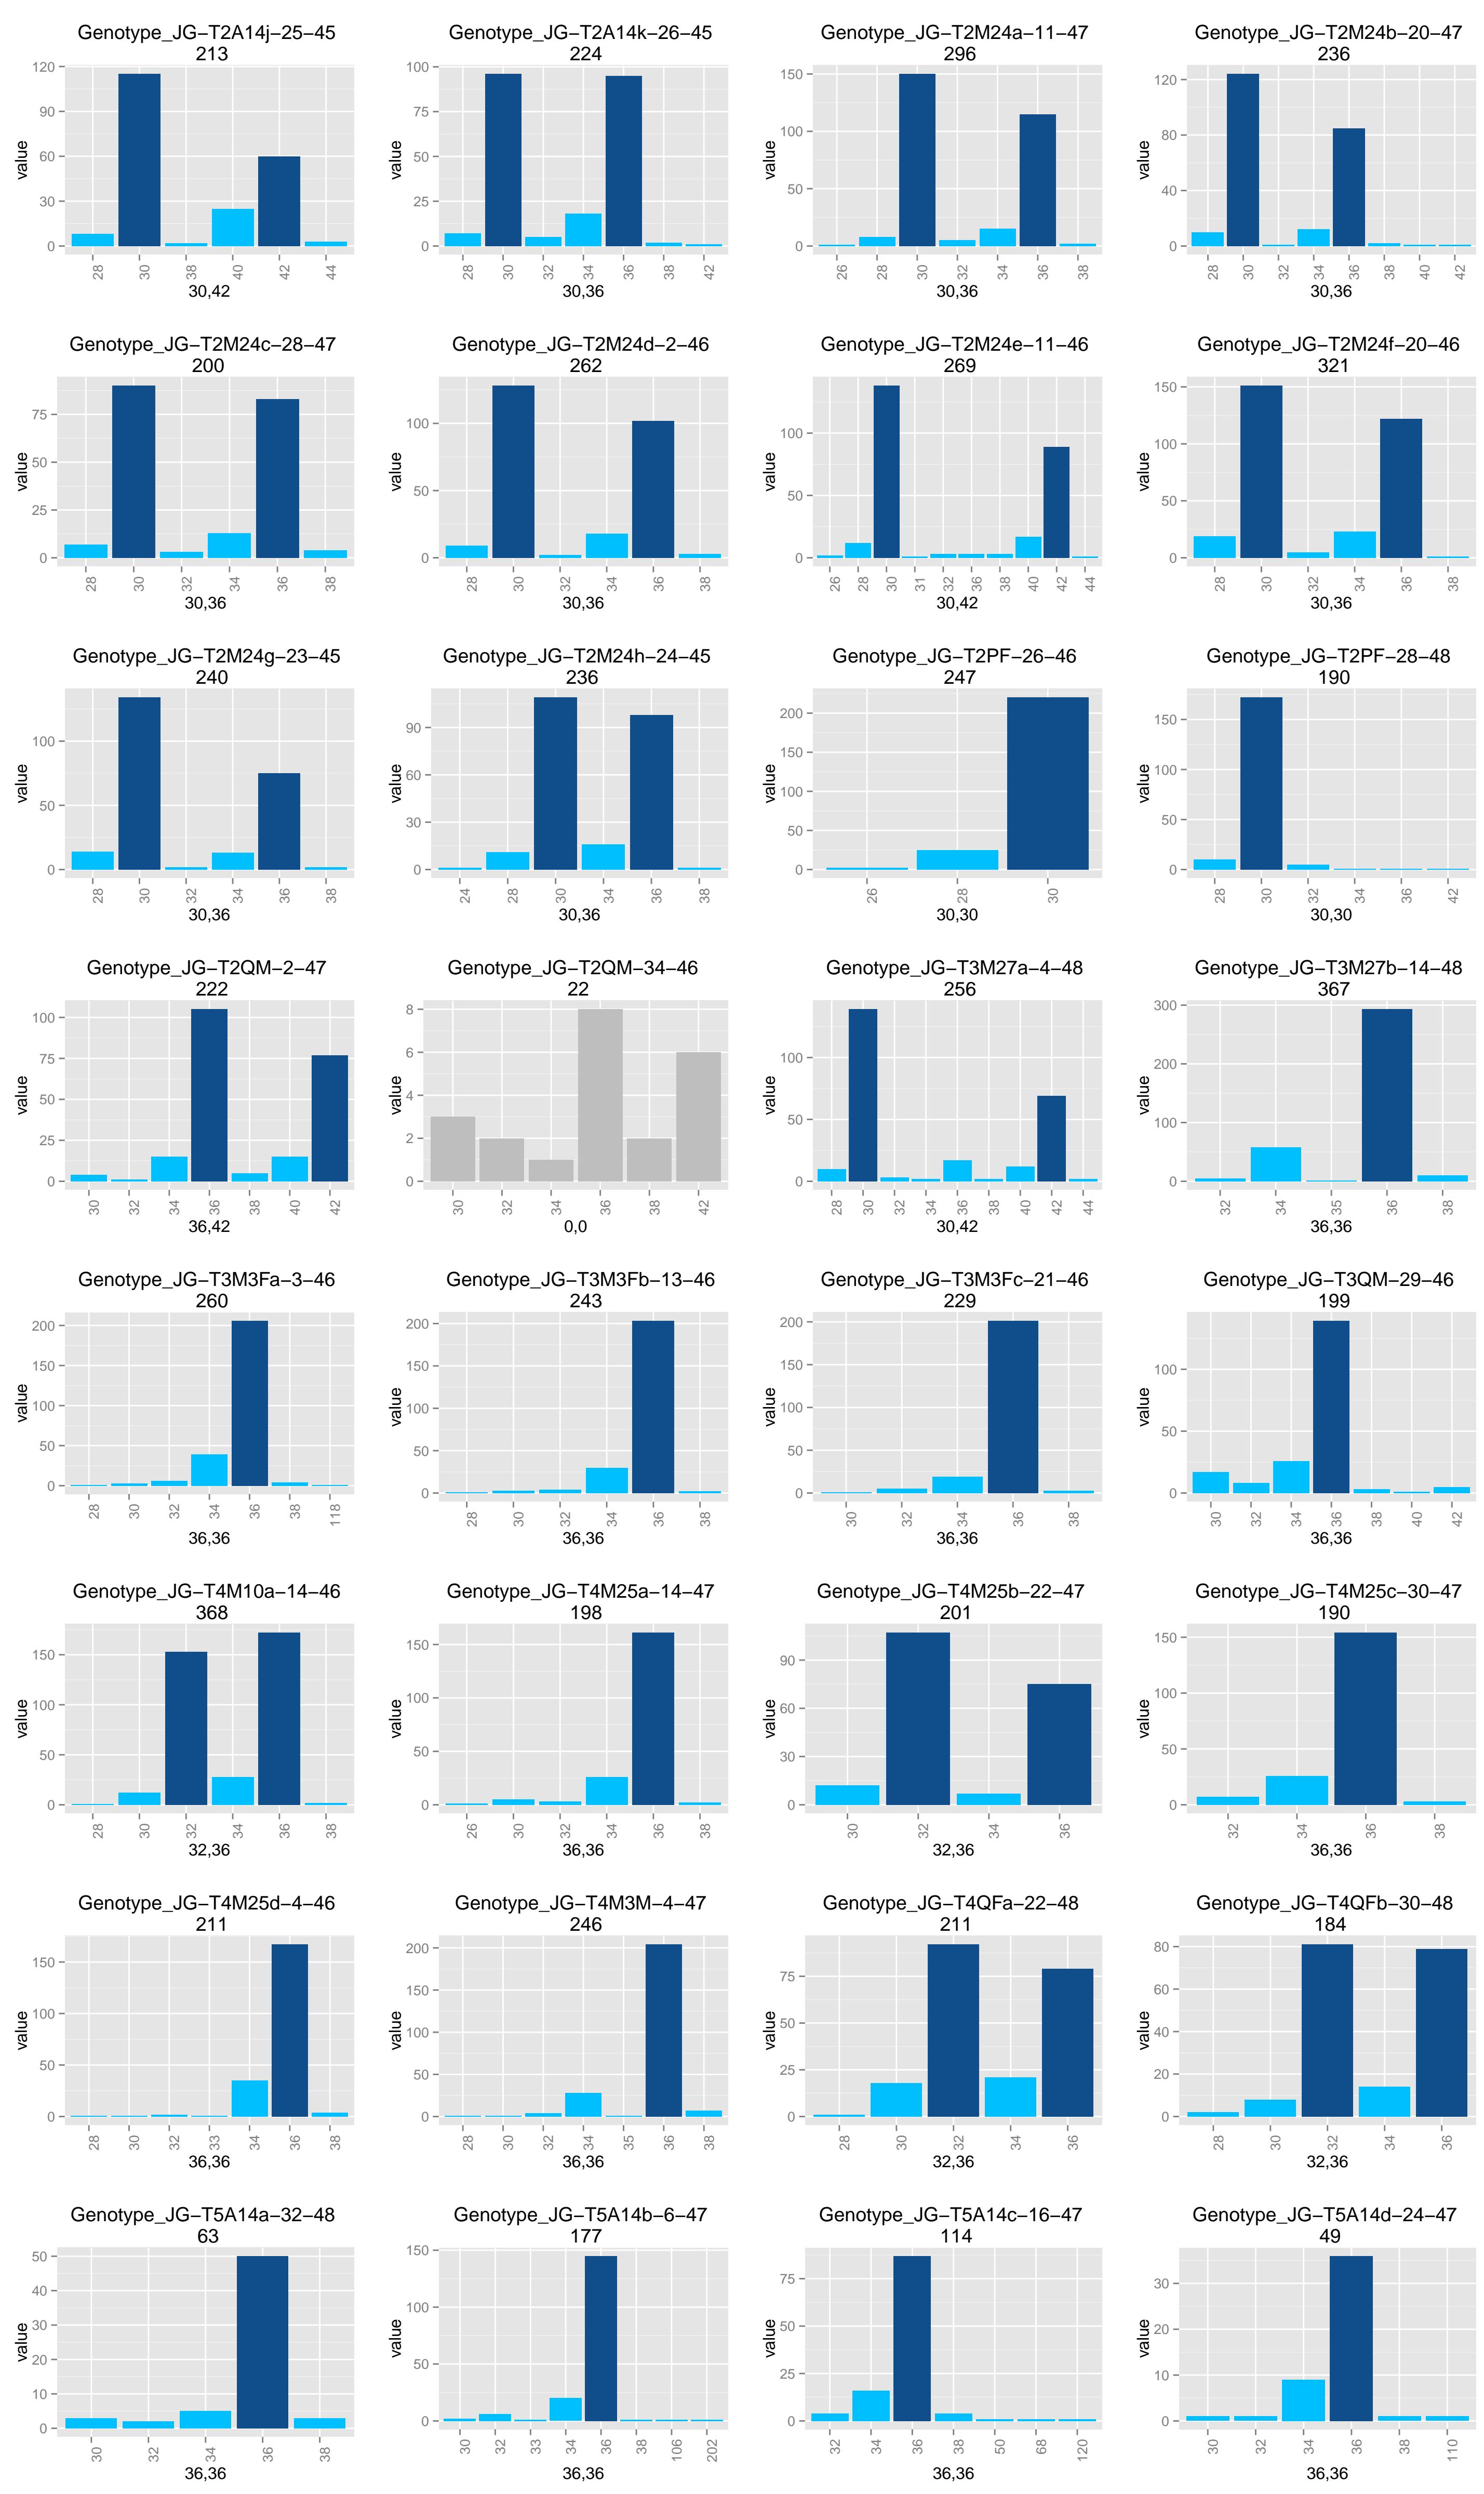 Genotype_JG−T2A14j−25−45
213
120
90
60
30
0
value
28 30 38 40 42 44
30,42
Genotype_JG−T2A14k−26−45
224
100
75
50
25
0
value
28 30 32 34 36 38 42
30,36
Genotype_JG−T2M24a−11−47
296
150
100
50
0
value
26 28 30 32 34 36 38
30,36
Genotype_JG−T2M24b−20−47
236
120
80
40
0
value
28 30 32 34 36 38 40 42
30,36
Genotype_JG−T2M24c−28−47
200
75
50
25
0
value
28 30 32 34 36 38
30,36
Genotype_JG−T2M24d−2−46
262
100
50
0
value
28 30 32 34 36 38
30,36
Genotype_JG−T2M24e−11−46
269
100
50
0
value
26 28 30 31 32 36 38 40 42 44
30,42
Genotype_JG−T2M24f−20−46
321
150
100
50
0
value
28 30 32 34 36 38
30,36
Genotype_JG−T2M24g−23−45
240
100
50
0
value
28 30 32 34 36 38
30,36
Genotype_JG−T2M24h−24−45
236
90
60
30
0
value
24 28 30 34 36 38
30,36
Genotype_JG−T2PF−26−46
247
200
150
100
50
0
value
26 28 30
30,30
Genotype_JG−T2PF−28−48
190
150
100
50
0
value
28 30 32 34 36 42
30,30
Genotype_JG−T2QM−2−47
222
100
75
50
25
0
value
30 32 34 36 38 40 42
36,42
Genotype_JG−T2QM−34−46
22
8
6
4
2
0
value
30 32 34 36 38 42
0,0
Genotype_JG−T3M27a−4−48
256
100
50
0
value
28 30 32 34 36 38 40 42 44
30,42
Genotype_JG−T3M27b−14−48
367
300
200
100
0
value
32 34 35 36 38
36,36
Genotype_JG−T3M3Fa−3−46
260
200
150
100
50
0
value
28 30 32 34 36 38 118
36,36
Genotype_JG−T3M3Fb−13−46
243
200
150
100
50
0
value
28 30 32 34 36 38
36,36
Genotype_JG−T3M3Fc−21−46
229
200
150
100
50
0
value
30 32 34 36 38
36,36
Genotype_JG−T3QM−29−46
199
100
50
0
value
30 32 34 36 38 40 42
36,36
Genotype_JG−T4M10a−14−46
368
150
100
50
0
value
28 30 32 34 36 38
32,36
Genotype_JG−T4M25a−14−47
198
150
100
50
0
value
26 30 32 34 36 38
36,36
Genotype_JG−T4M25b−22−47
201
90
60
30
0
value
30 32 34 36
32,36
Genotype_JG−T4M25c−30−47
190
150
100
50
0
value
32 34 36 38
36,36
Genotype_JG−T4M25d−4−46
211
150
100
50
0
value
28 30 32 33 34 36 38
36,36
Genotype_JG−T4M3M−4−47
246
200
150
100
50
0
value
28 30 32 34 35 36 38
36,36
Genotype_JG−T4QFa−22−48
211
75
50
25
0
value
28 30 32 34 36
32,36
Genotype_JG−T4QFb−30−48
184
80
60
40
20
0
value
28 30 32 34 36
32,36
Genotype_JG−T5A14a−32−48
63
50
40
30
20
10
0
value
30 32 34 36 38
36,36
Genotype_JG−T5A14b−6−47
177
150
100
50
0
value
30 32 33 34 36 38 106 202
36,36
Genotype_JG−T5A14c−16−47
114
75
50
25
0
value
32 34 36 38 50 68 120
36,36
Genotype_JG−T5A14d−24−47
49
30
20
10
0
value
30 32 34 36 38 110
36,36